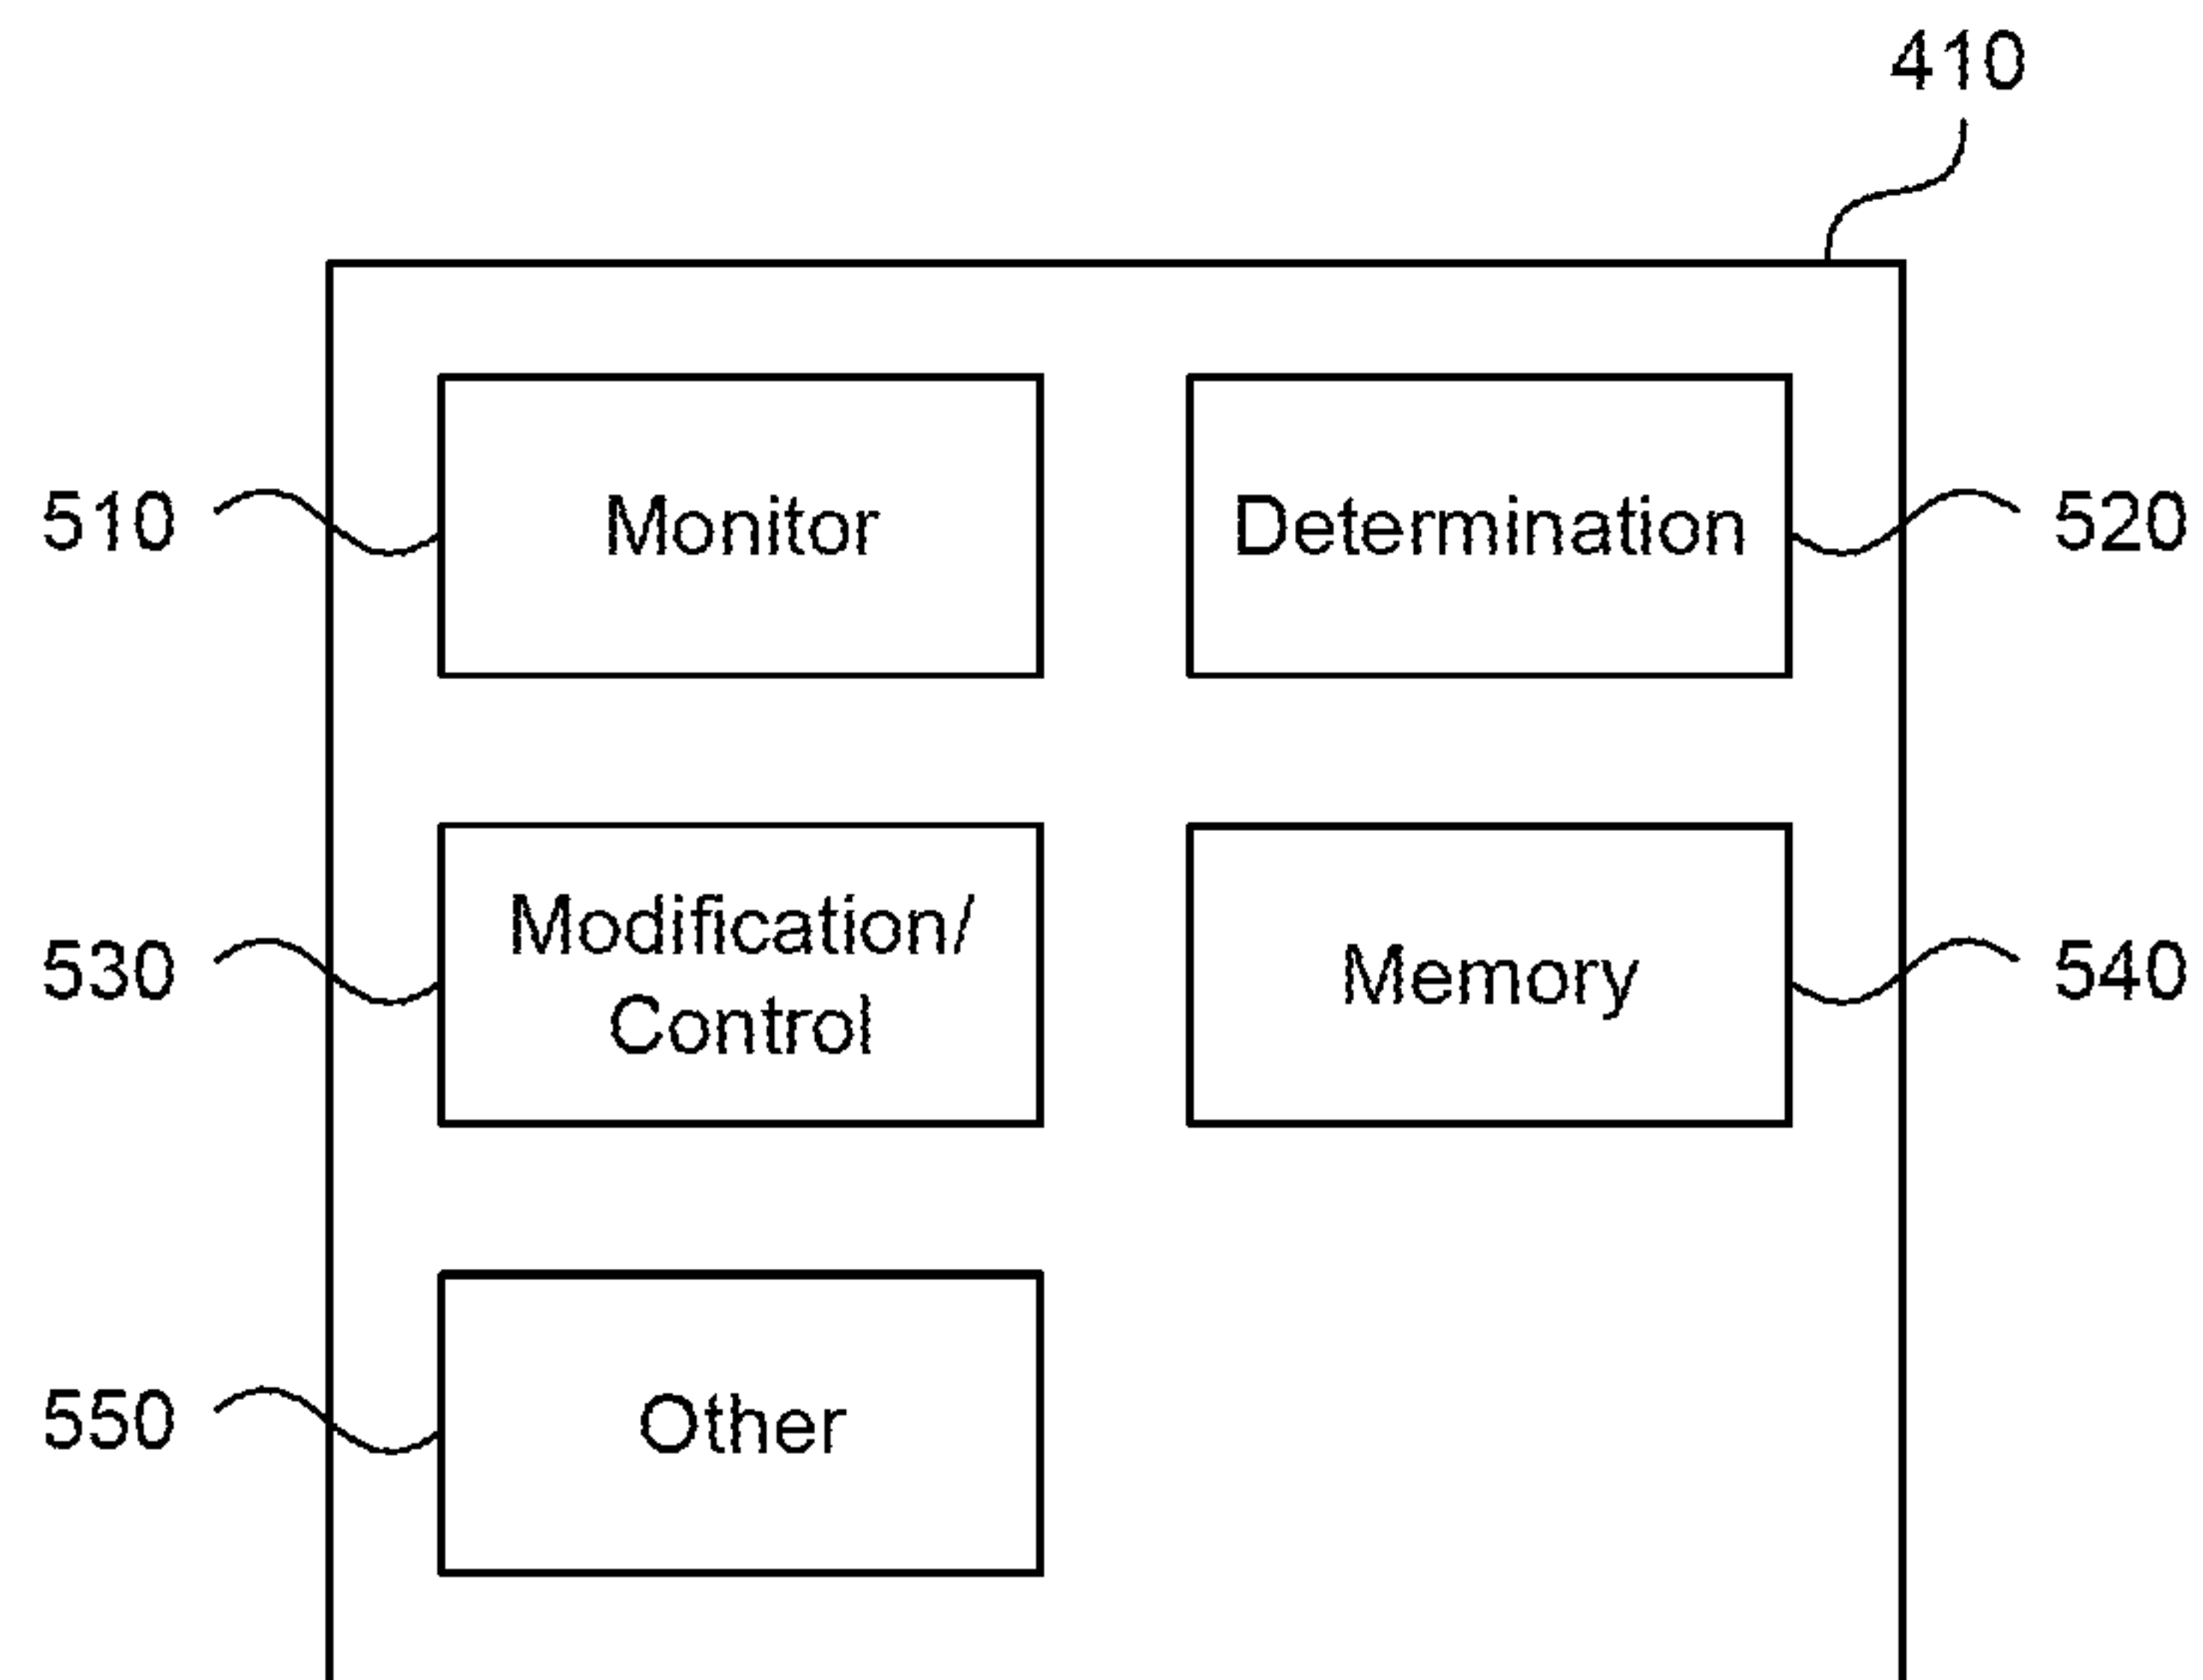 410
510
Monitor
Determination
520
530
Modification/
Control
Memory
540
550
Other